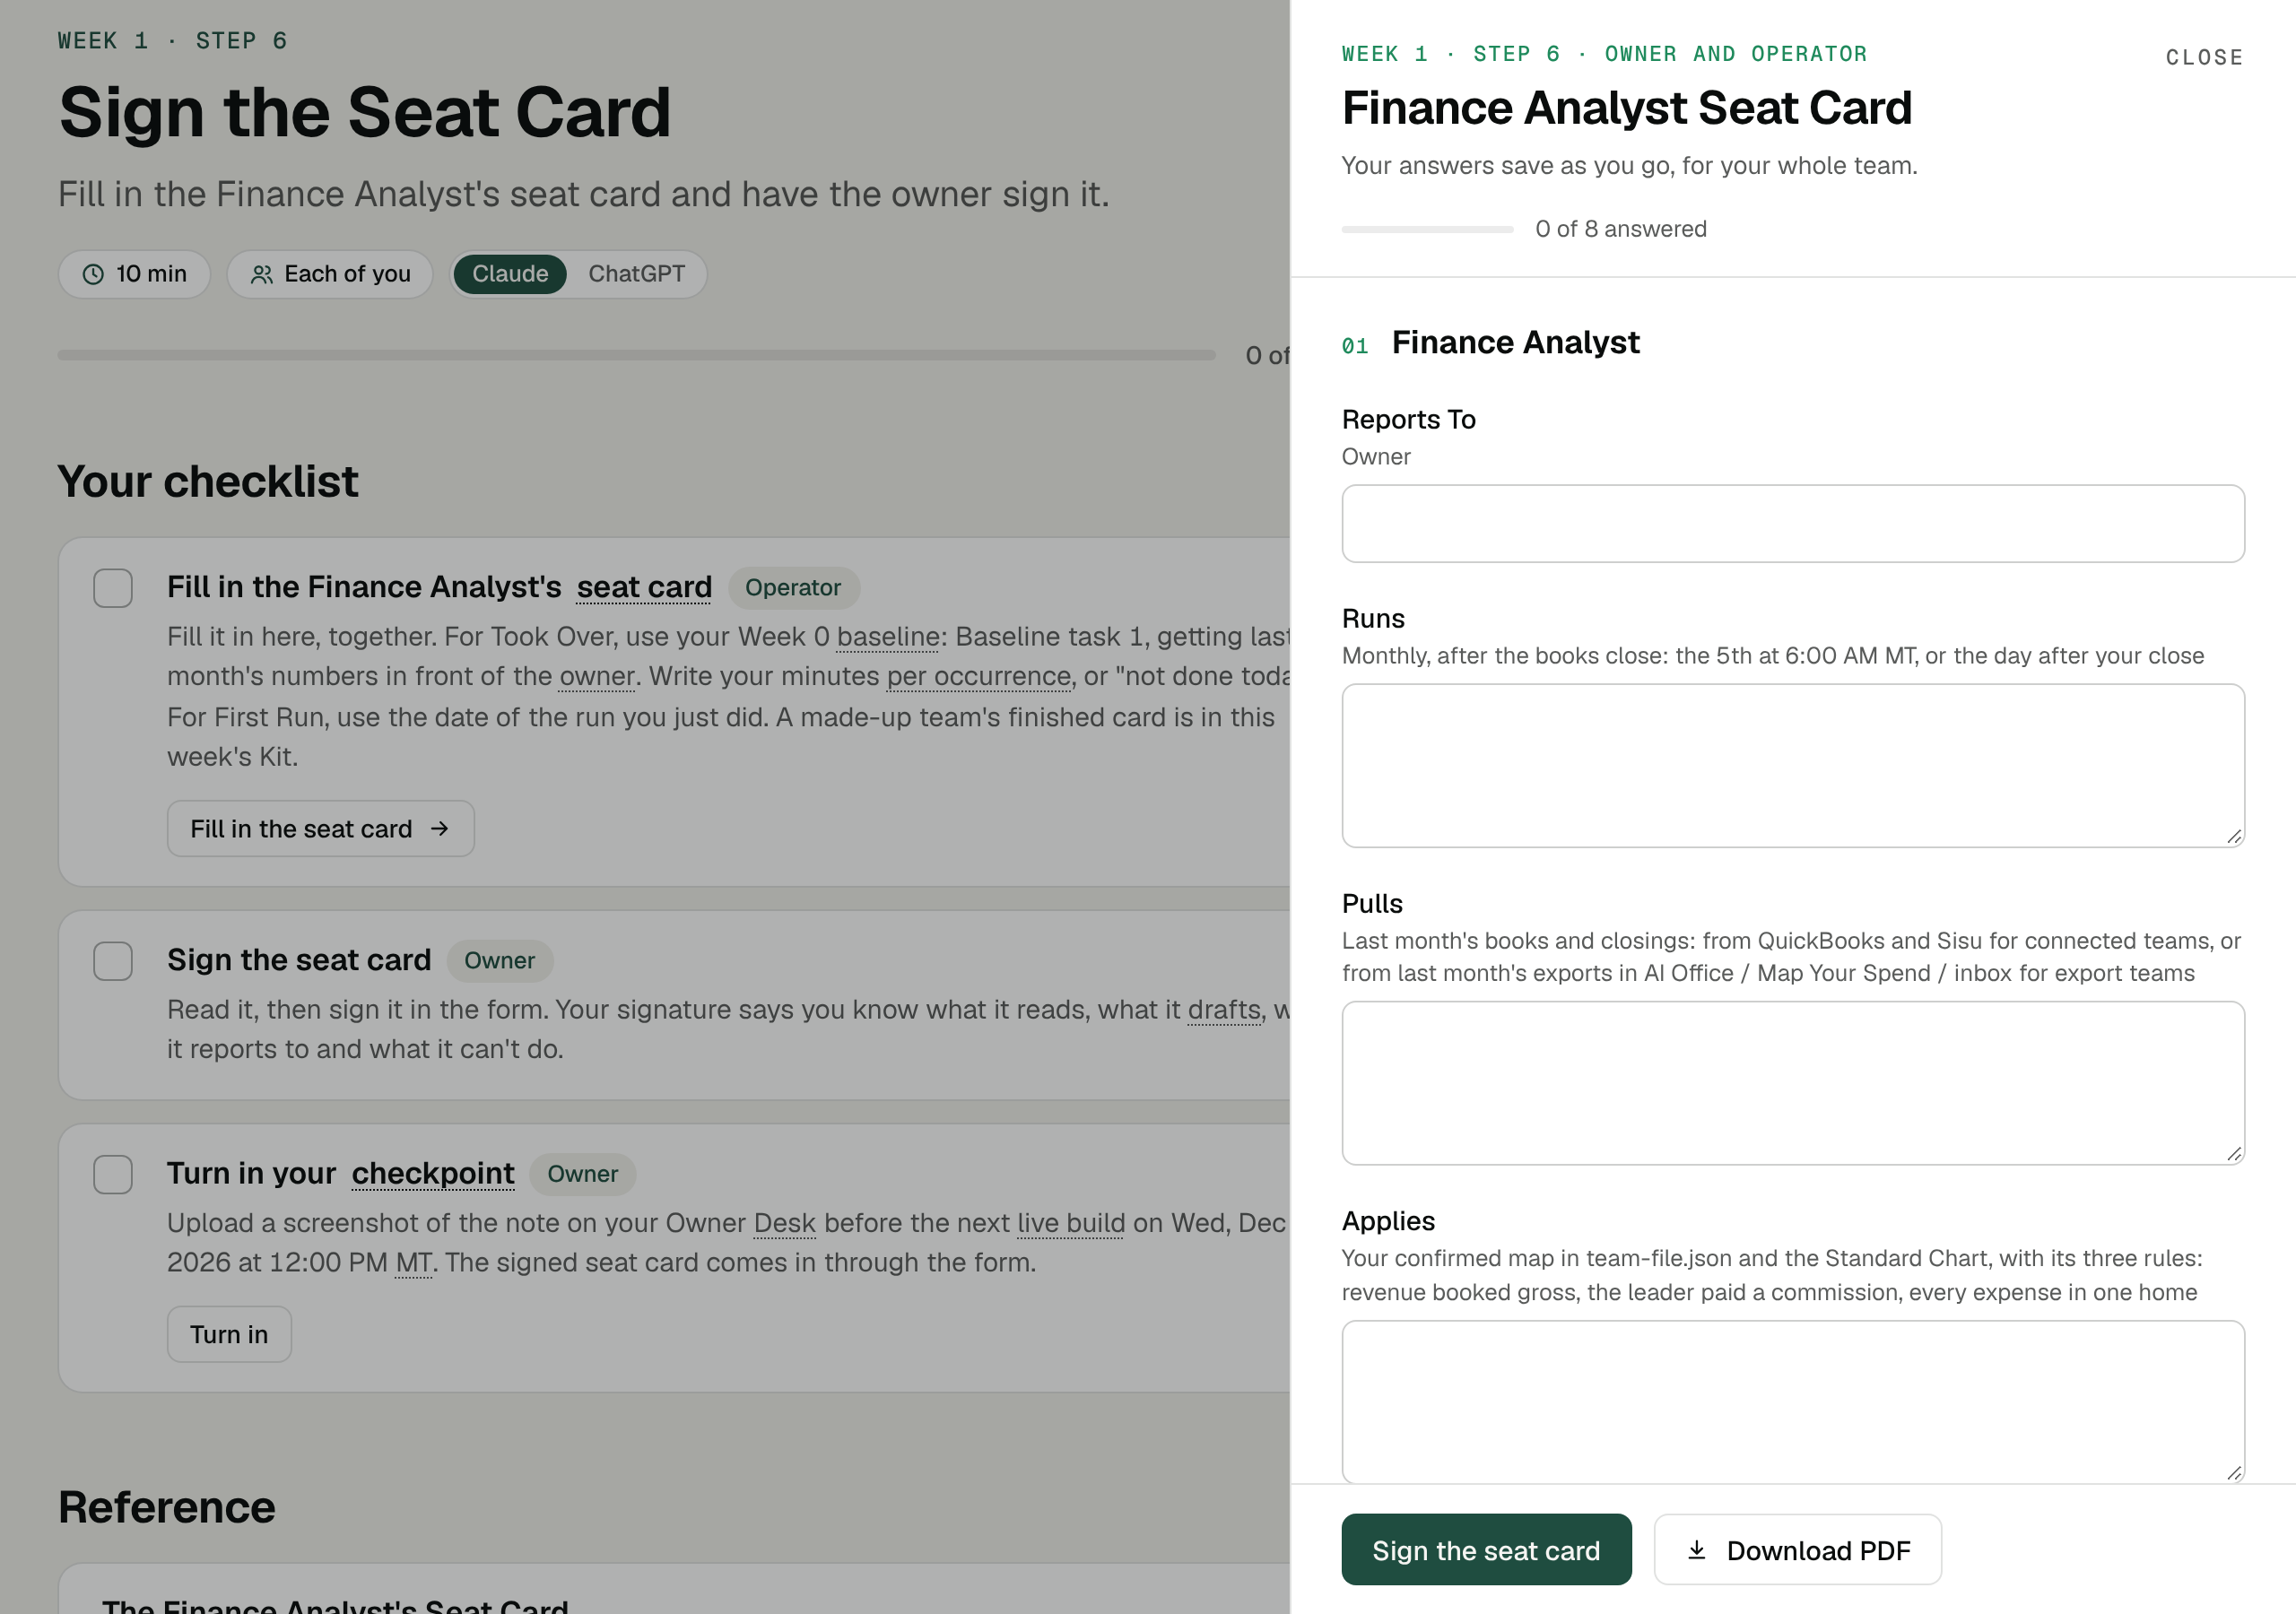 WEEK 1 · STEP 6
Sign the Seat Card
Fill in the Finance Analyst's seat card and have the owner sign it.
10 min
Each of you
Claude
ChatGPT
0 of
Your checklist
Fill in the Finance Analyst's seat card
Operator
Fill it in here, together. For Took Over, use your Week 0 baseline: Baseline task 1, getting last
month's numbers in front of the owner. Write your minutes per occurrence, or "not done toda
For First Run, use the date of the run you just did. A made-up team's finished card is in this
week's Kit.
Fill in the seat card →
Sign the seat card
Owner
Read it, then sign it in the form. Your signature says you know what it reads, what it drafts, w
it reports to and what it can't do.
Turn in your checkpoint
Owner
Upload a screenshot of the note on your Owner Desk before the next live build on Wed, Dec
2026 at 12:00 PM MT. The signed seat card comes in through the form.
Turn in
Reference
The Finance Analyst's Seat Card
WEEK 1 · STEP 6 · OWNER AND OPERATOR
CLOSE
Finance Analyst Seat Card
Your answers save as you go, for your whole team.
0 of 8 answered
01 Finance Analyst
Reports To
Owner
Runs
Monthly, after the books close: the 5th at 6:00 AM MT, or the day after your close
Pulls
Last month's books and closings: from QuickBooks and Sisu for connected teams, or
from last month's exports in AI Office / Map Your Spend / inbox for export teams
Applies
Your confirmed map in team-file.json and the Standard Chart, with its three rules:
revenue booked gross, the leader paid a commission, every expense in one home
Sign the seat card
Download PDF